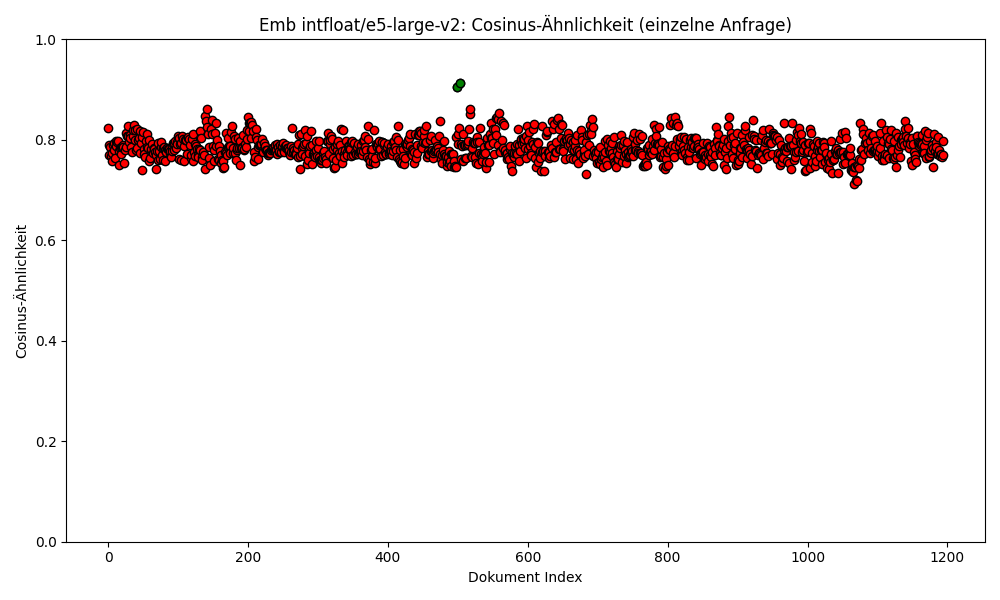 Emb intfloat/e5-large-v2: Cosinus-Ähnlichkeit (einzelne Anfrage)
1.0
0.8
0.6
0.4
0.2
0.0
Cosinus-Ähnlichkeit
0 200 400 600 800 1000 1200
Dokument Index